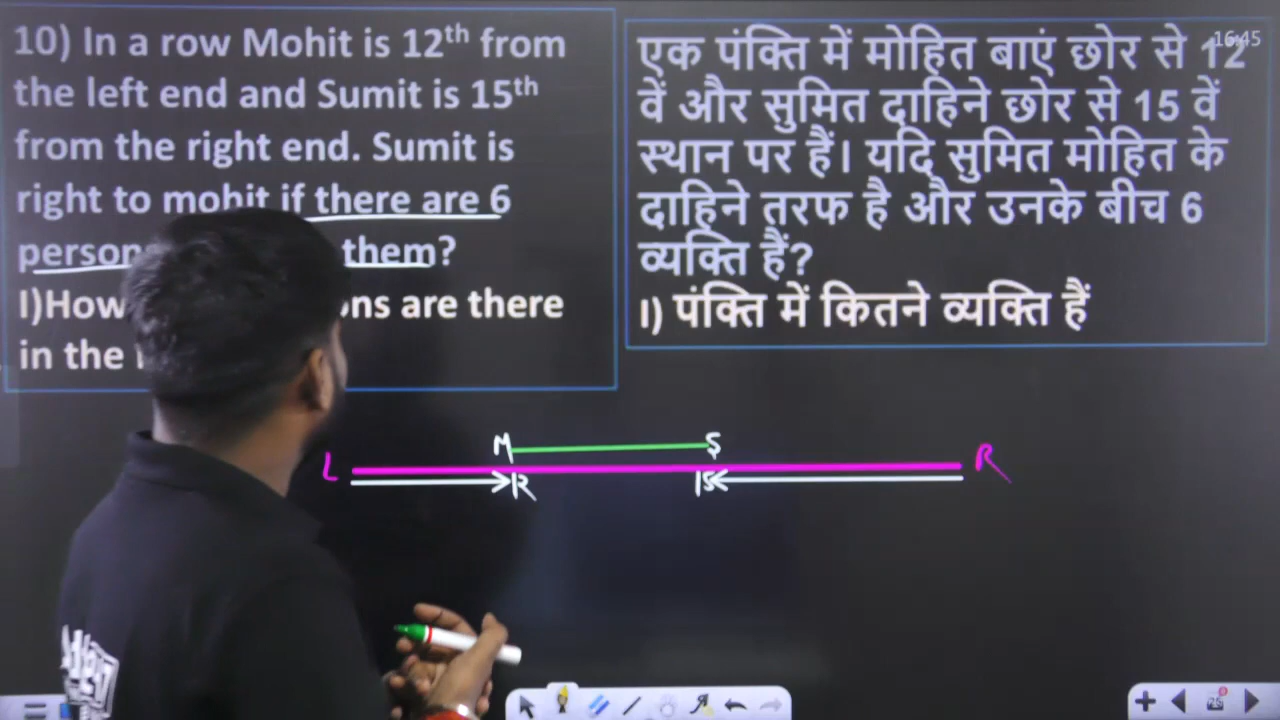 10) In a row Mohit is 12th from
the left end and Sumit is 15th
from the right end. Sumit is
right to mohit if there are 6
person them?
I)How ons are there
in the
एक पंक्ति में मोहित बाएं छोर से 12
वें और सुमित दाहिने छोर से 15 वें
स्थान पर हैं। यदि सुमित मोहित के
दाहिने तरफ है और उनके बीच 6
व्यक्ति हैं?
I) पंक्ति में कितने व्यक्ति हैं
16:45
M S
L R
12 15